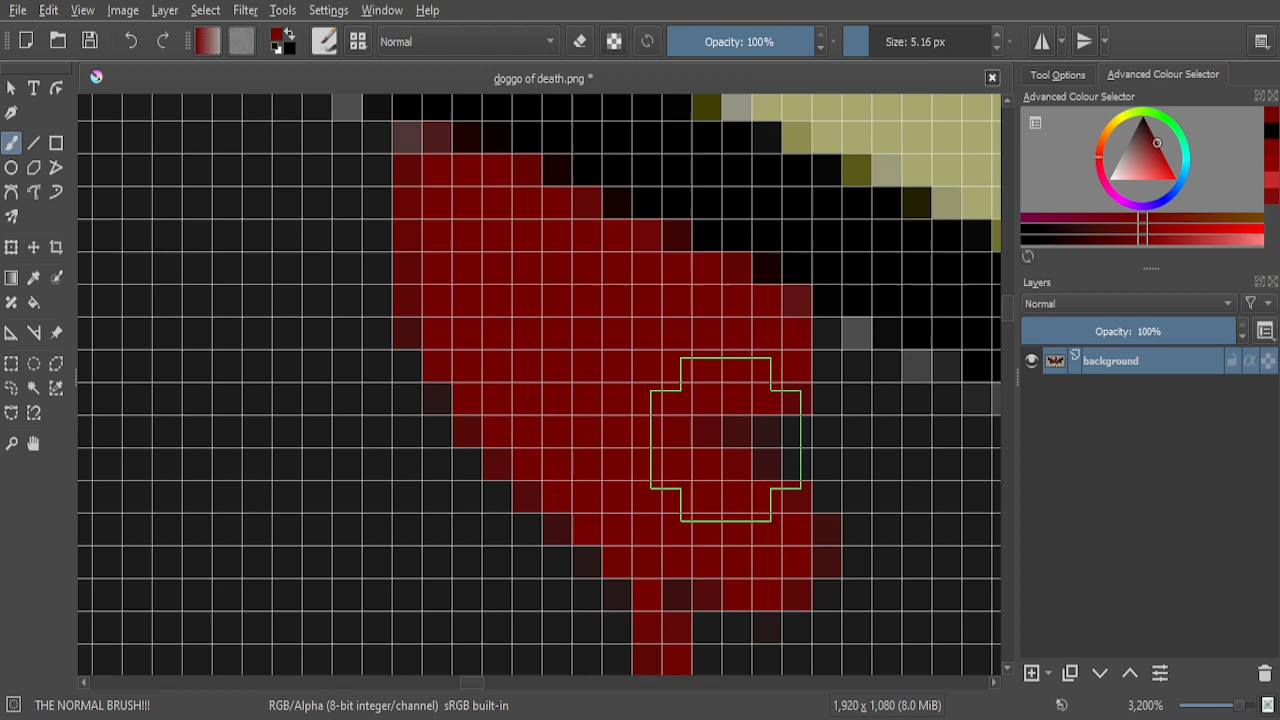 File Edit View Image Layer Select Filter Tools Settings Window Help
Normal Opacity: 100% Size: 5.16 px
doggo of death.png * Tool Options Advanced Colour Selector
Advanced Colour Selector
Layers
Normal
Opacity: 100%
background
THE NORMAL BRUSH!!! RGB/Alpha (8-bit integer/channel) sRGB built-in 1,920 x 1,080 (8.0 MiB) 3,200%